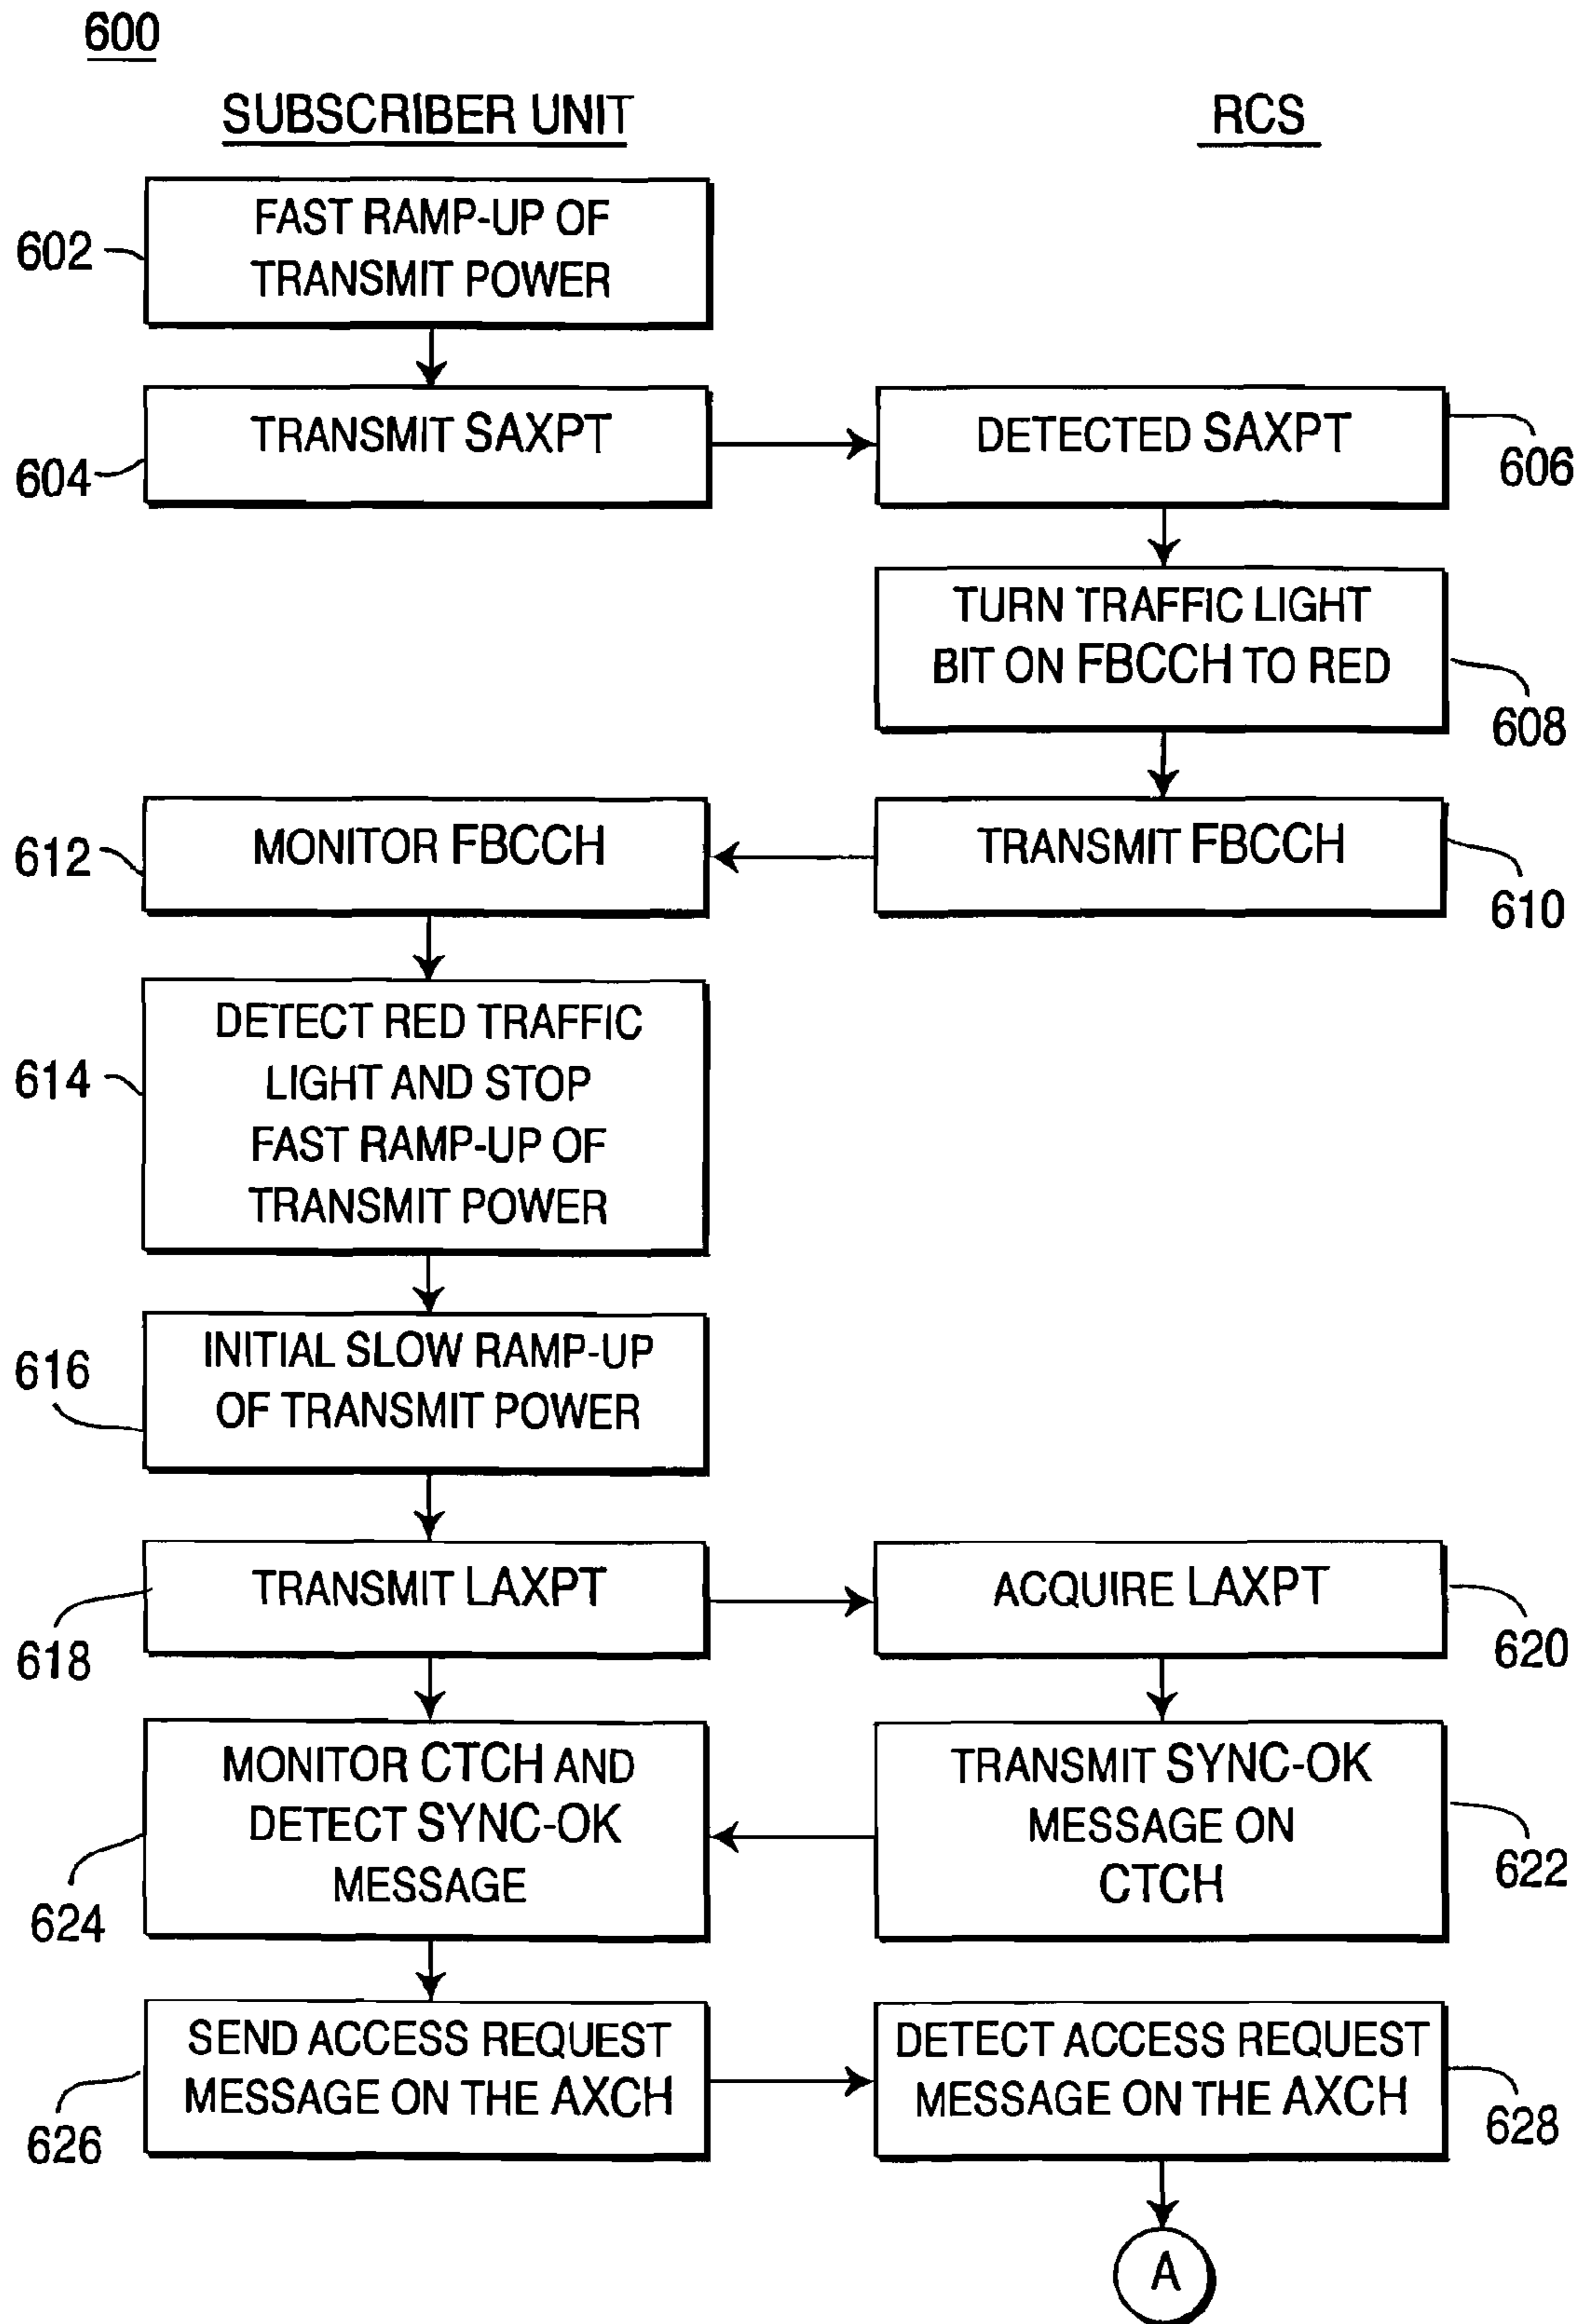 600
SUBSCRIBER UNIT
RCS
602
FAST RAMP-UP OF
TRANSMIT POWER
604
TRANSMIT SAXPT
DETECTED SAXPT
606
TURN TRAFFIC LIGHT
BIT ON FBCCH TO RED
608
612
MONITOR FBCCH
TRANSMIT FBCCH
610
614
DETECT RED TRAFFIC
LIGHT AND STOP
FAST RAMP-UP OF
TRANSMIT POWER
616
INITIAL SLOW RAMP-UP
OF TRANSMIT POWER
618
TRANSMIT LAXPT
ACQUIRE LAXPT
620
624
MONITOR CTCH AND
DETECT SYNC-OK
MESSAGE
TRANSMIT SYNC-OK
MESSAGE ON
CTCH
622
626
SEND ACCESS REQUEST
MESSAGE ON THE AXCH
DETECT ACCESS REQUEST
MESSAGE ON THE AXCH
628
A